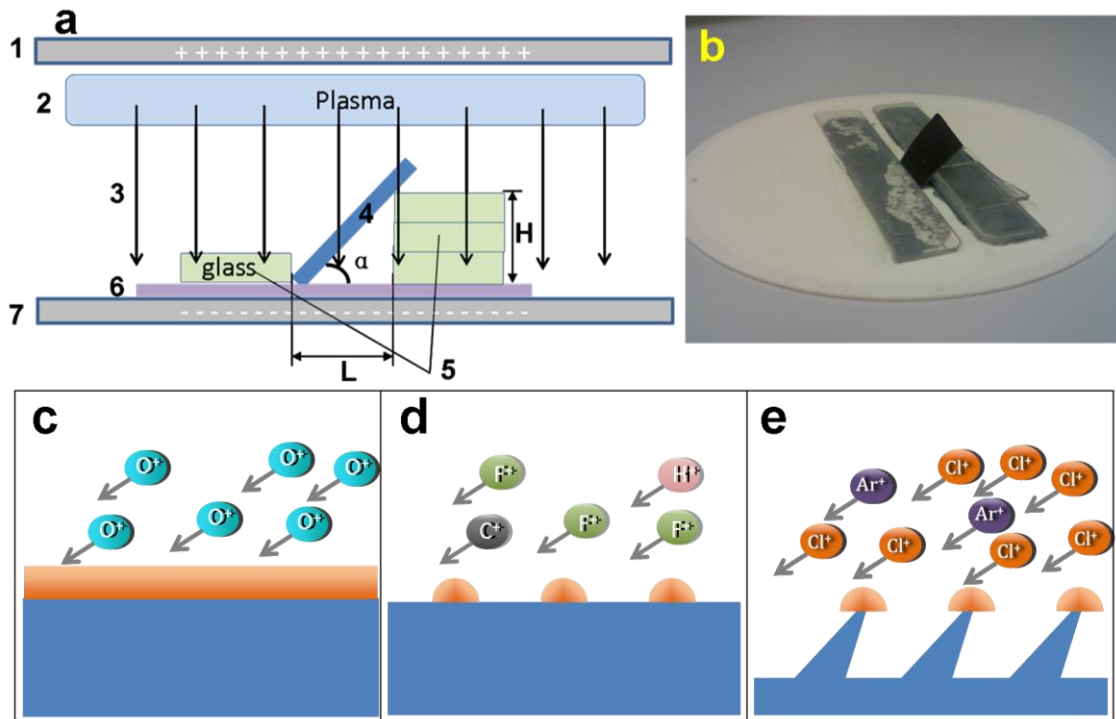 a
b
1
+ + + + + + + + + + + + + + + + + +
2
Plasma
3
4
H
glass
α
6
7
- - - - - - - - - - - - - - - - - -
L
5
c
d
e
O⁺
O⁺
O⁺
O⁺
O⁺
O⁺
F⁺
H⁺
C⁺
F⁺
F⁺
Ar⁺
Cl⁺
Cl⁺
Cl⁺
Ar⁺
Cl⁺
Cl⁺
Cl⁺
Cl⁺